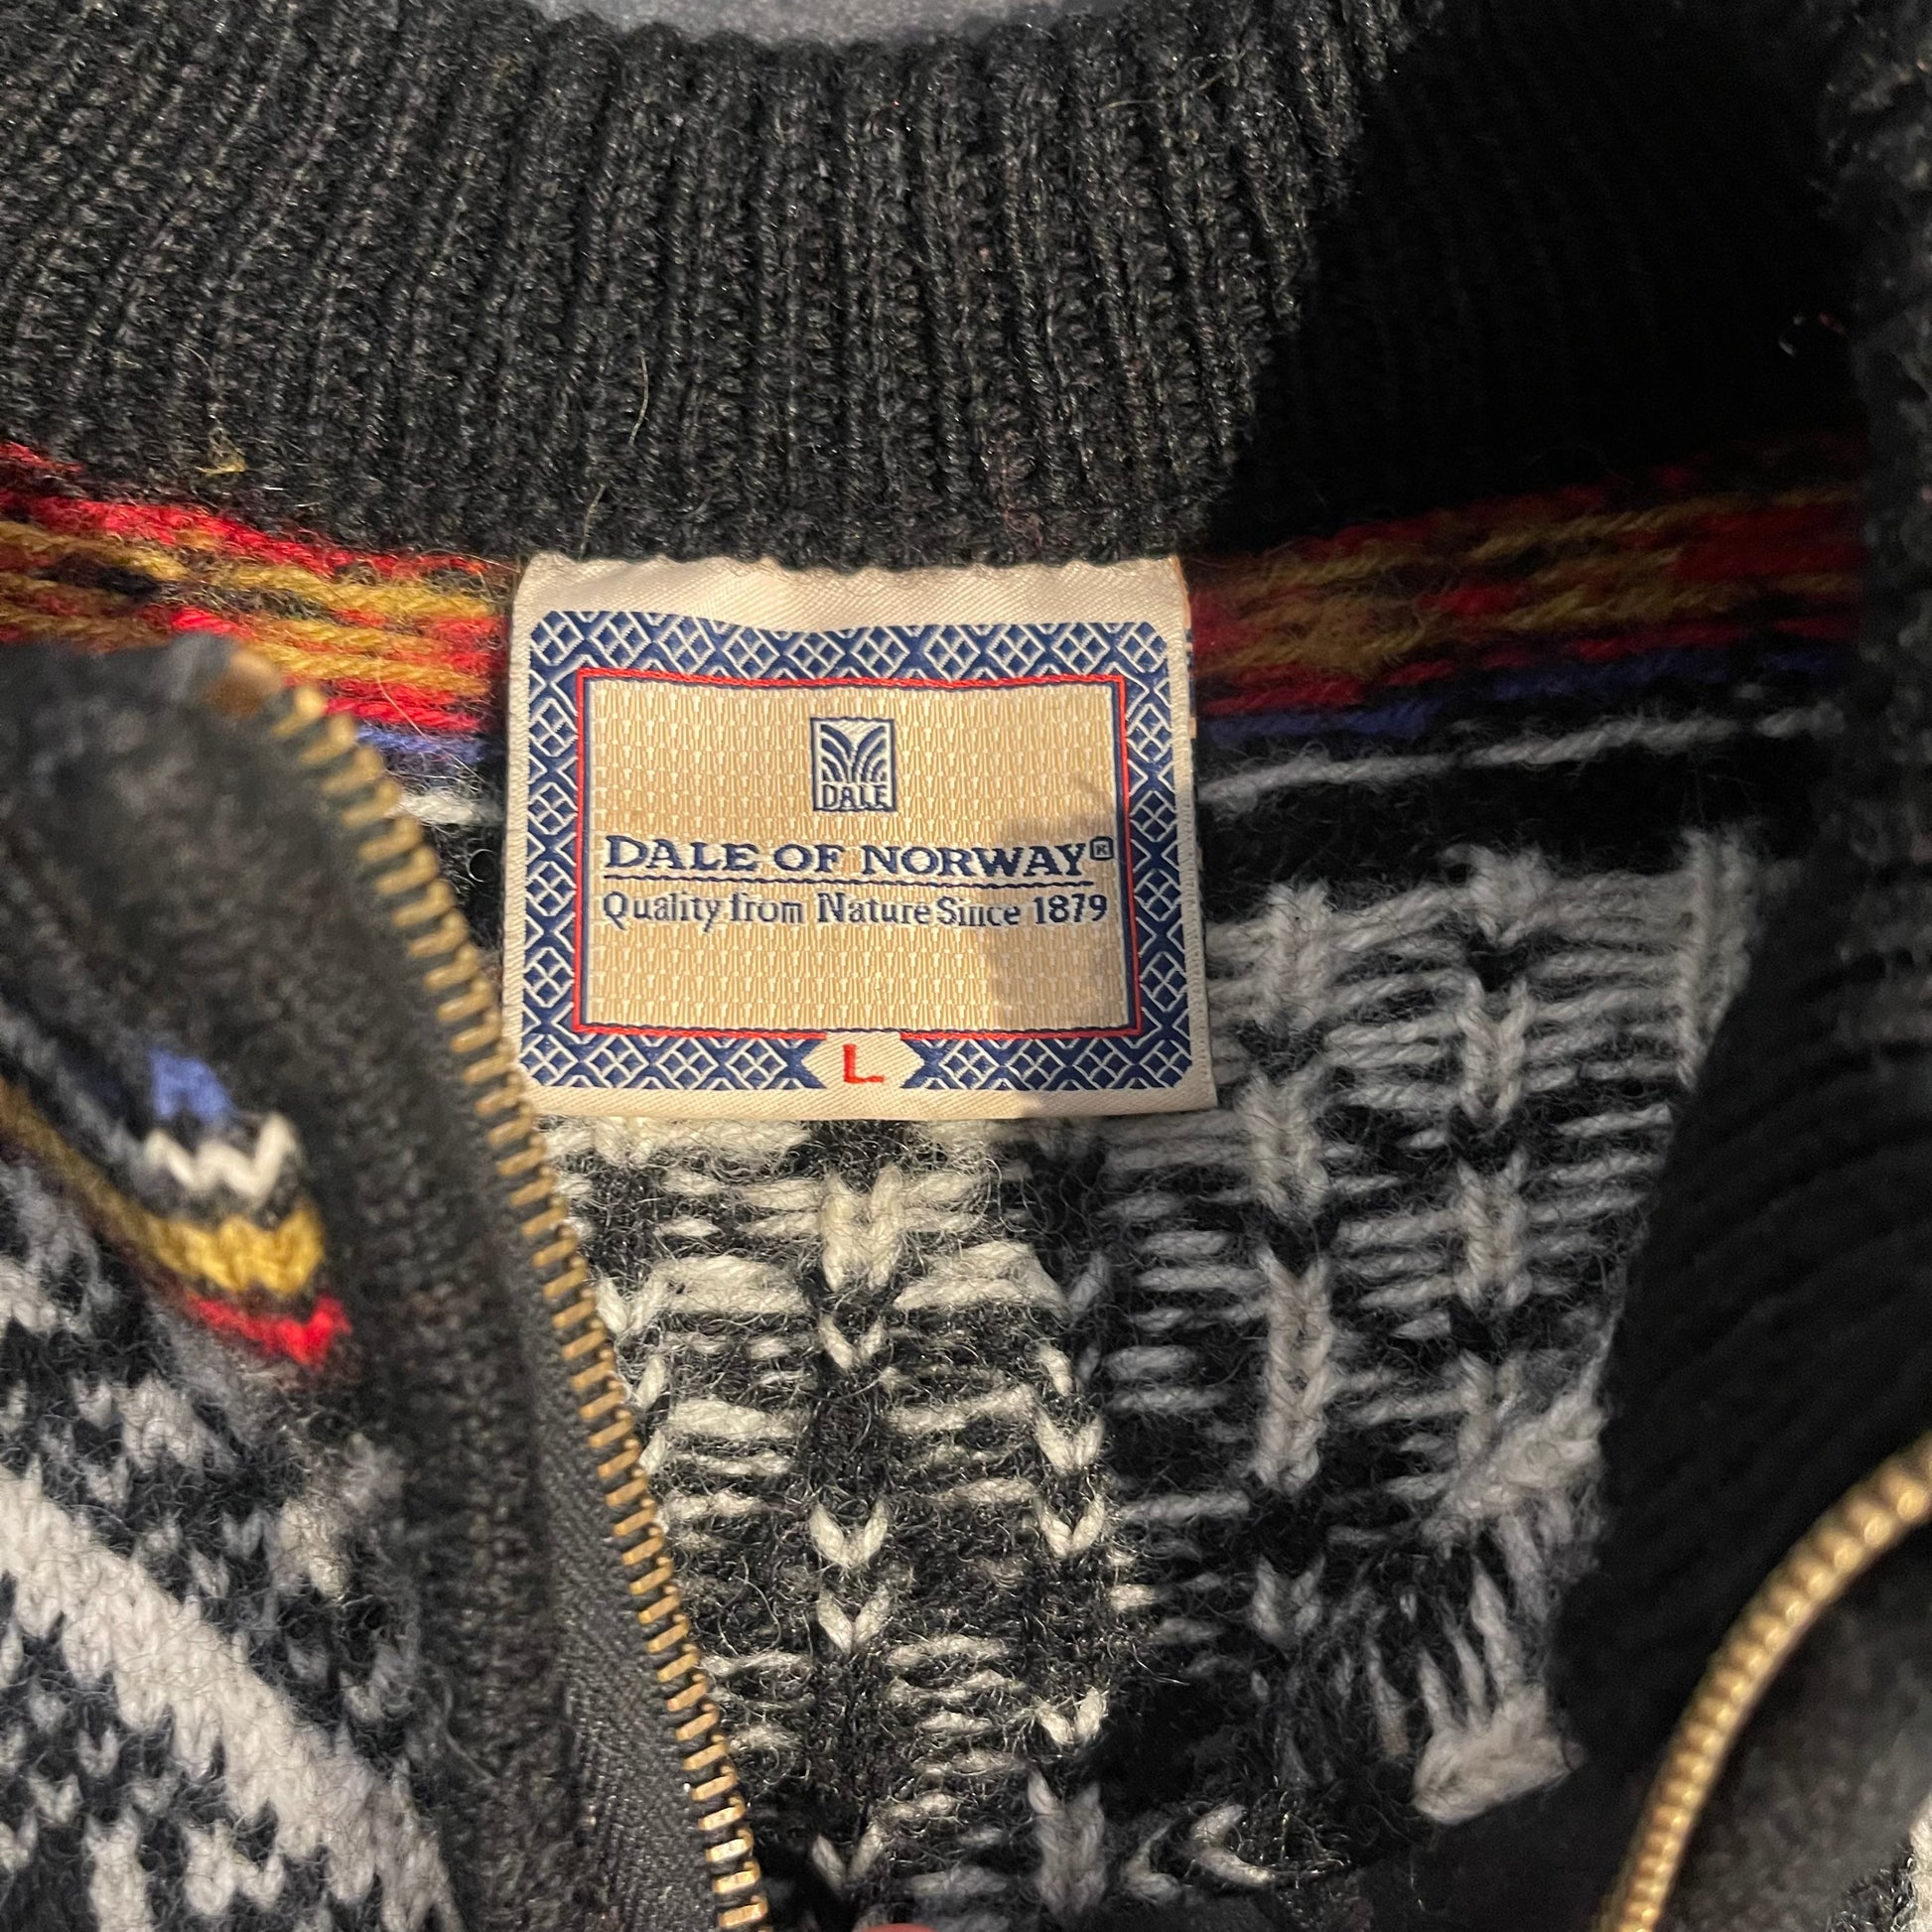 DALE
DALE OF NORWAY®
Quality from Nature Since 1879
L